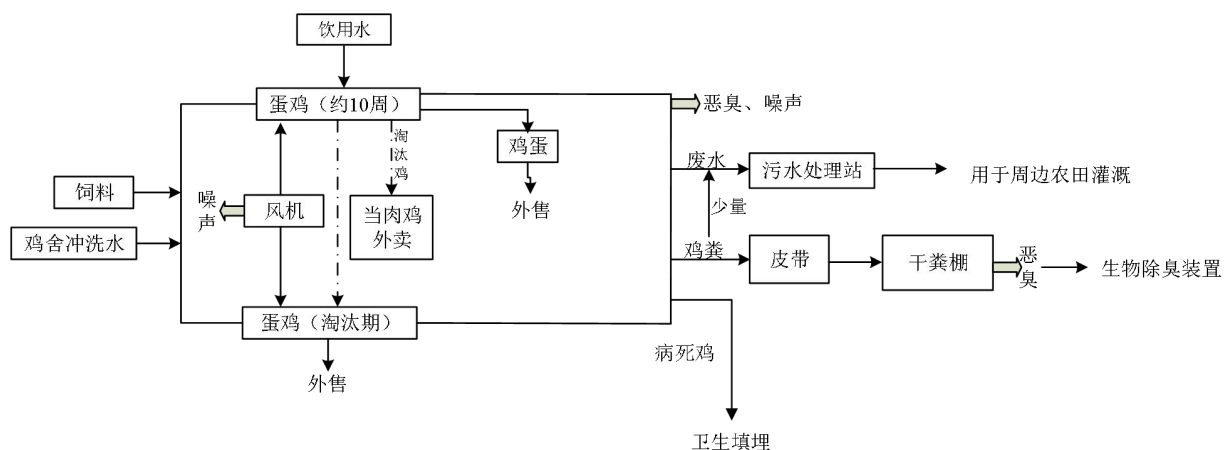 饮用水
蛋鸡（约10周）
恶臭、噪声
淘汰鸡
鸡蛋
废水
污水处理站
用于周边农田灌溉
饲料
噪声
风机
当肉鸡
外卖
外售
少量
鸡舍冲洗水
鸡粪
皮带
干粪棚
恶臭
生物除臭装置
蛋鸡（淘汰期）
病死鸡
外售
卫生填埋